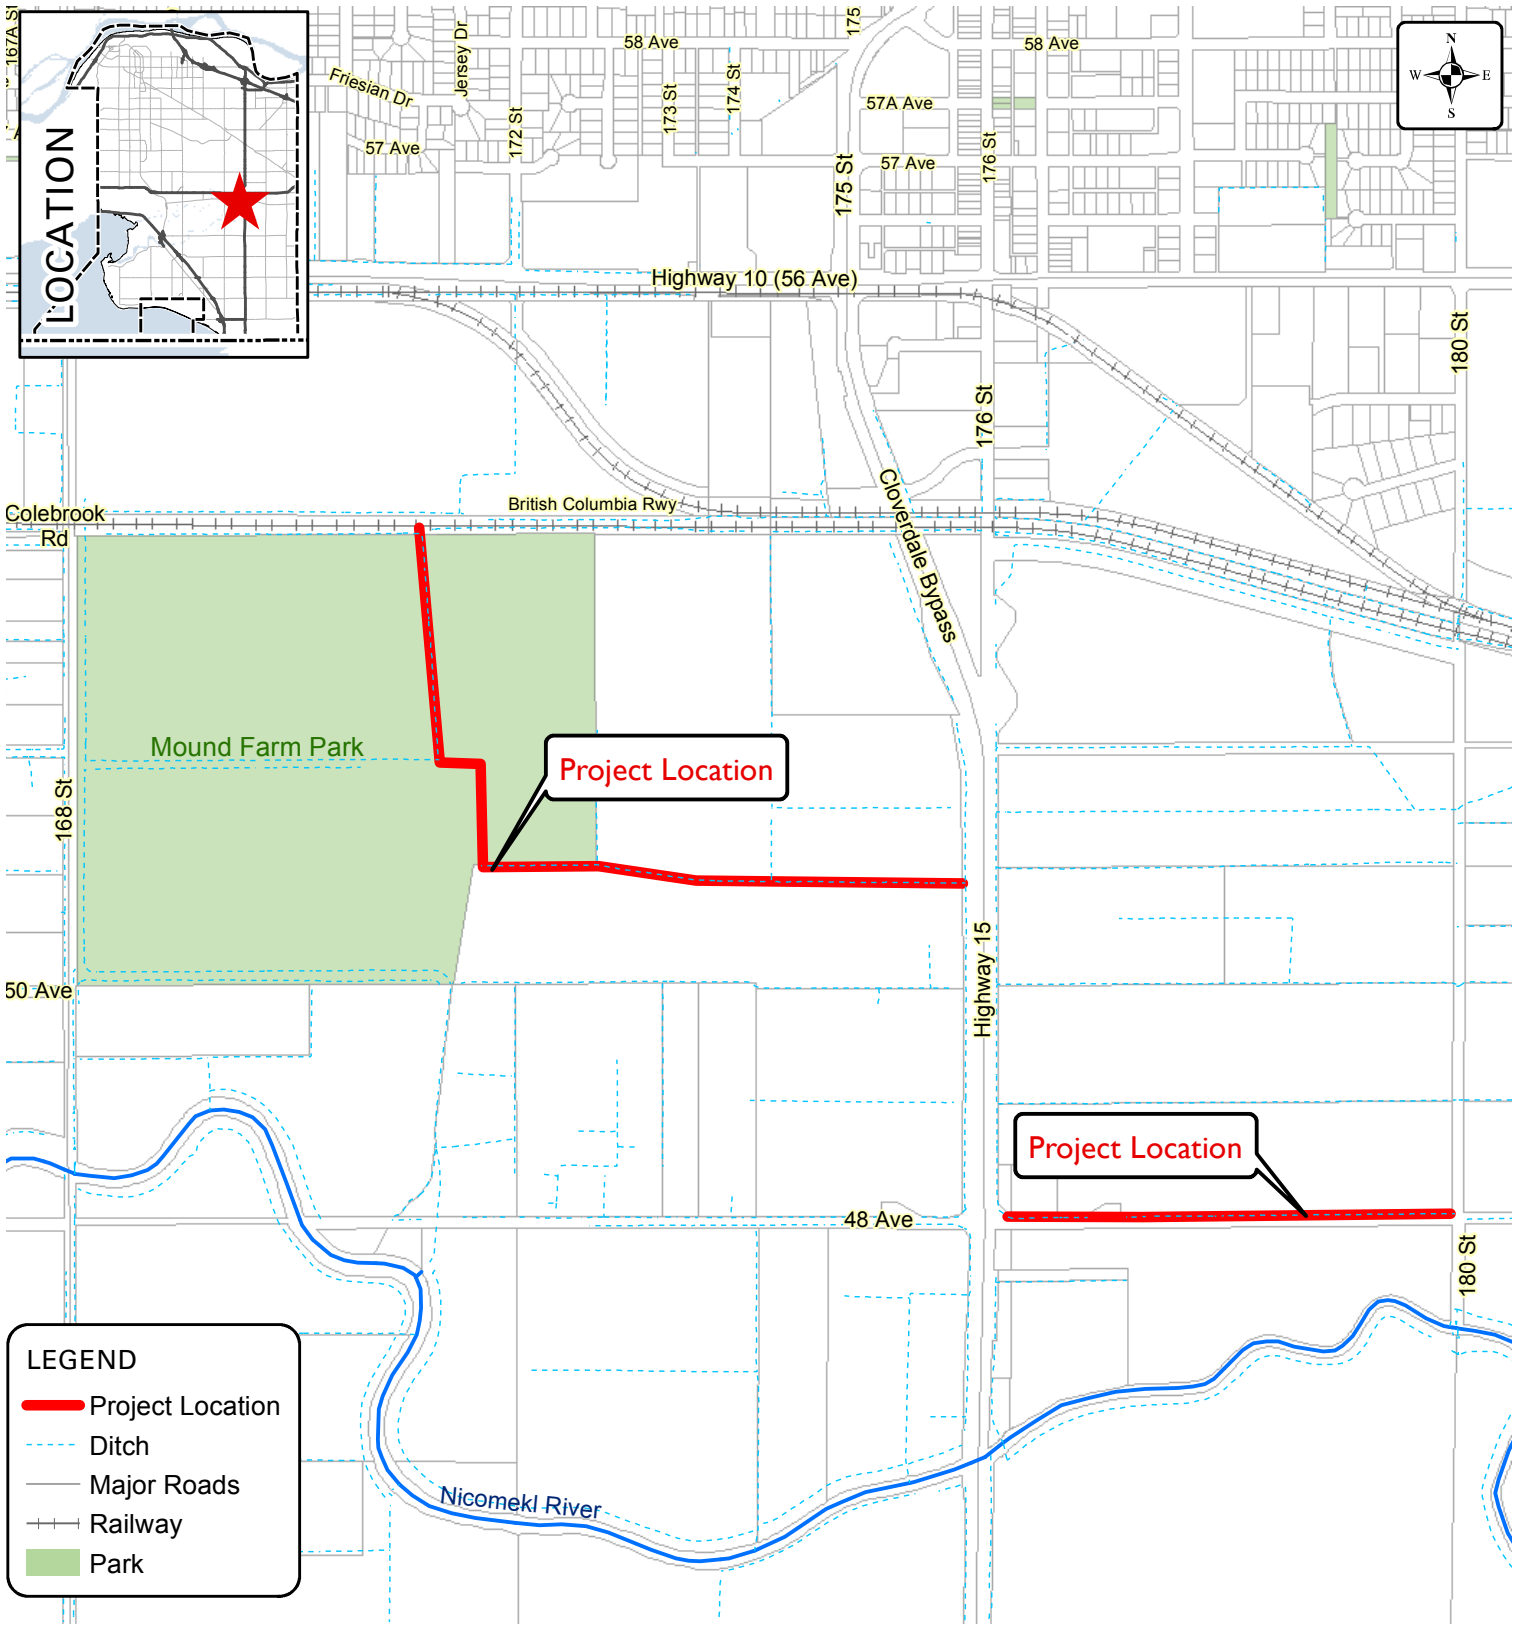 167A St
LOCATION
Friesian Dr
Jersey Dr
57 Ave
172 St
58 Ave
173 St
174 St
175
57A Ave
57 Ave
175 St
176 St
58 Ave
N
W
E
S
Highway 10 (56 Ave)
180 St
176 St
Colebrook
Rd
British Columbia Rwy
Cloverdale Bypass
Mound Farm Park
Project Location
168 St
50 Ave
Highway 15
Project Location
48 Ave
180 St
Nicomekl River
LEGEND
Project Location
Ditch
Major Roads
Railway
Park